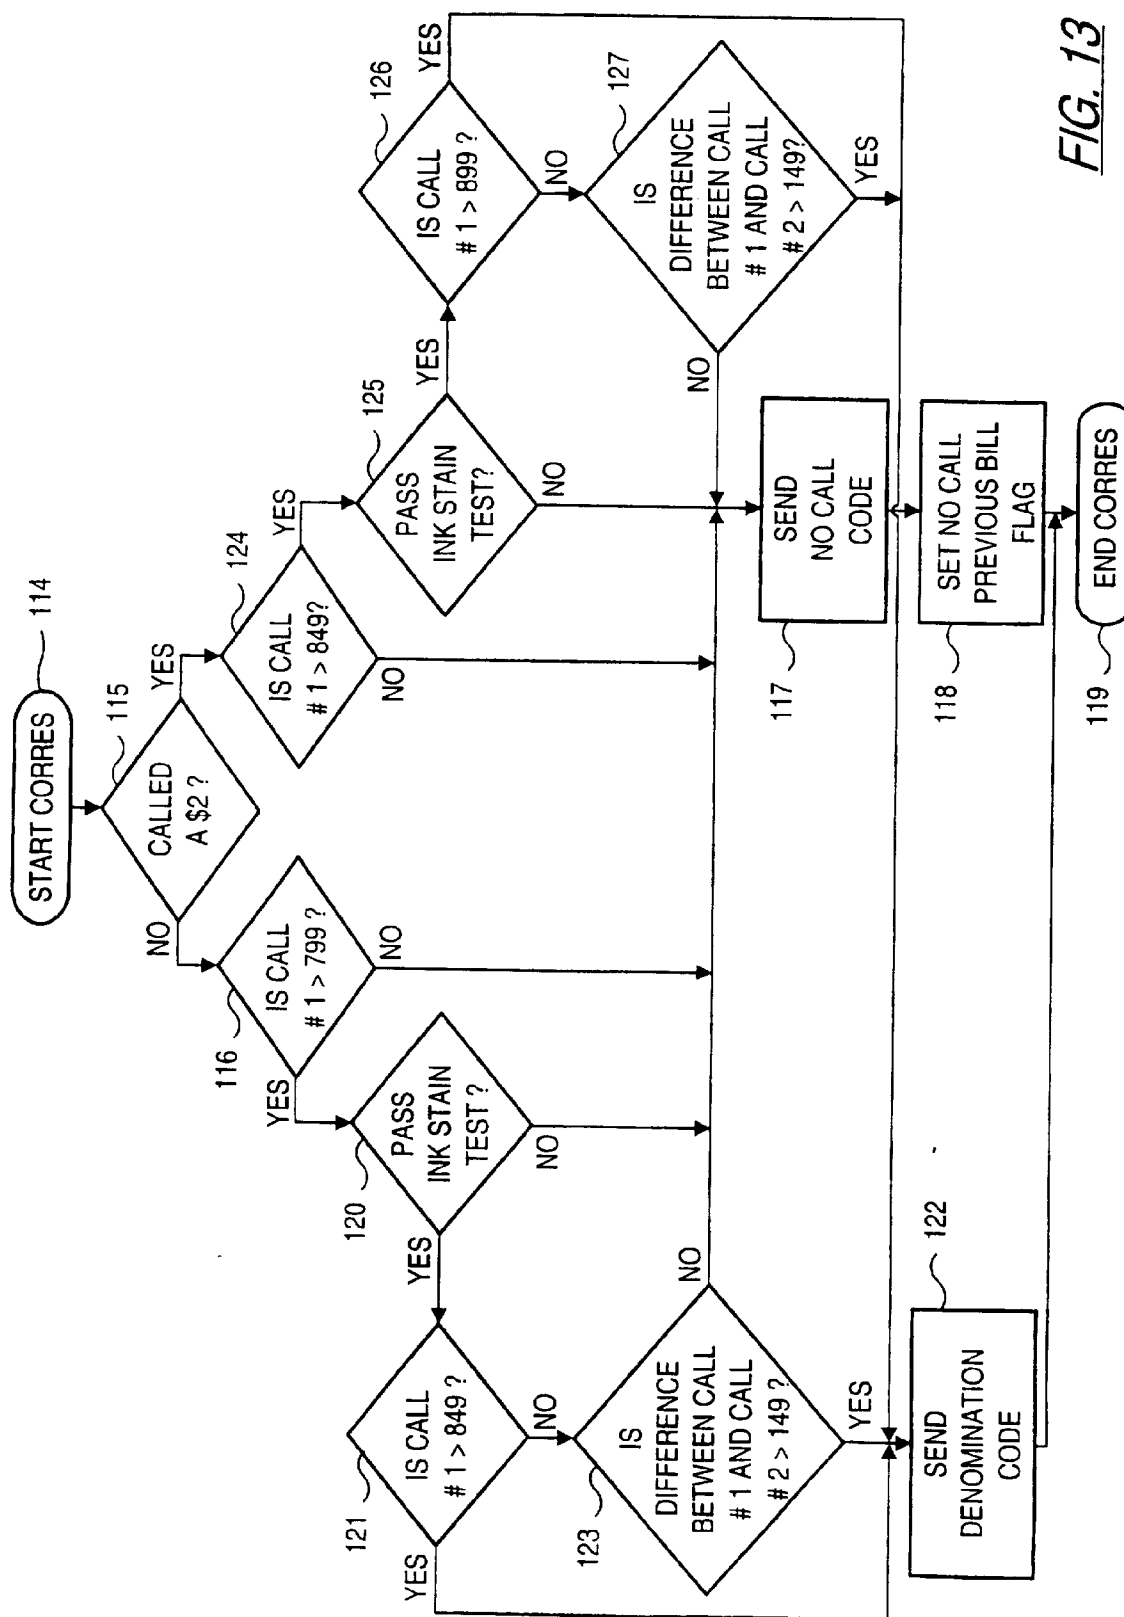 START CORRES
114
CALLED
A $2 ?
115
NO
YES
IS CALL
# 1 > 799 ?
116
YES
NO
IS CALL
# 1 > 849?
124
YES
NO
PASS
INK STAIN
TEST ?
120
YES
NO
PASS
INK STAIN
TEST?
125
YES
NO
IS CALL
# 1 > 849 ?
121
YES
NO
IS CALL
# 1 > 899 ?
126
YES
NO
IS
DIFFERENCE
BETWEEN CALL
# 1 AND CALL
# 2 > 149 ?
123
NO
YES
IS
DIFFERENCE
BETWEEN CALL
# 1 AND CALL
# 2 > 149?
127
NO
YES
SEND
NO CALL
CODE
117
SEND
DENOMINATION
CODE
122
SET NO CALL
PREVIOUS BILL
FLAG
118
END CORRES
119
FIG. 13